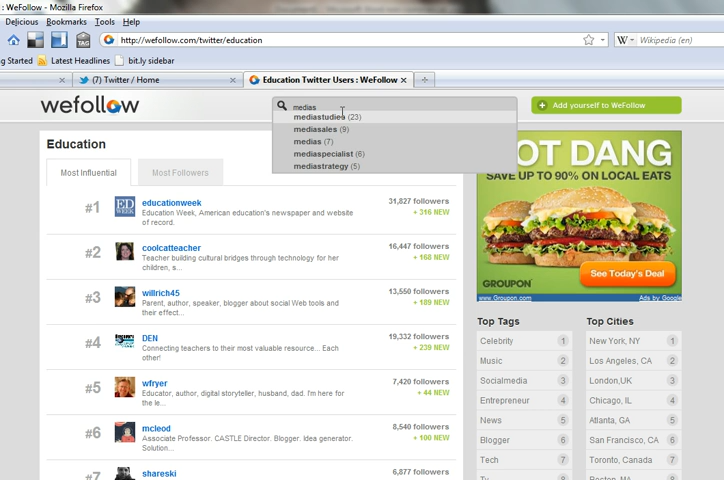 : WeFollow - Mozilla Firefox
Delicious Bookmarks Tools Help
http://wefollow.com/twitter/education
W Wikipedia (en)
g Started Latest Headlines bit.ly sidebar
(7) Twitter / Home
Education Twitter Users : WeFollow
wefollow
medias
Add yourself to WeFollow
mediastudies (23)
mediasales (9)
medias (7)
mediaspecialist (6)
mediastrategy (5)
Education
Most Influential
Most Followers
#1
educationweek
Education Week, American education's newspaper and website
of record.
31,827 followers
+ 316 NEW
#2
coolcatteacher
Teacher building cultural bridges through technology for her
children, s...
16,447 followers
+ 168 NEW
#3
willrich45
Parent, author, speaker, blogger about social Web tools and
their effect...
13,550 followers
+ 189 NEW
#4
DEN
Connecting teachers to their most valuable resource... Each
other!
19,332 followers
+ 239 NEW
#5
wfryer
Educator, author, digital storyteller, husband, dad. I'm here for
the le...
7,420 followers
+ 44 NEW
#6
mcleod
Associate Professor. CASTLE Director. Blogger. Idea generator.
Solution...
8,540 followers
+ 100 NEW
#7
shareski
6,877 followers
OT DANG
SAVE UP TO 90% ON LOCAL EATS
GROUPON
See Today's Deal
www.Groupon.com
Ads by Google
Top Tags
Celebrity 1
Music 2
Socialmedia 3
Entrepreneur 4
News 5
Blogger 6
Tech 7
Tv 8
Top Cities
New York, NY 1
Los Angeles, CA 2
London,UK 3
Chicago, IL 4
Atlanta, GA 5
San Francisco, CA 6
Toronto, Canada 7
Boston, MA 8